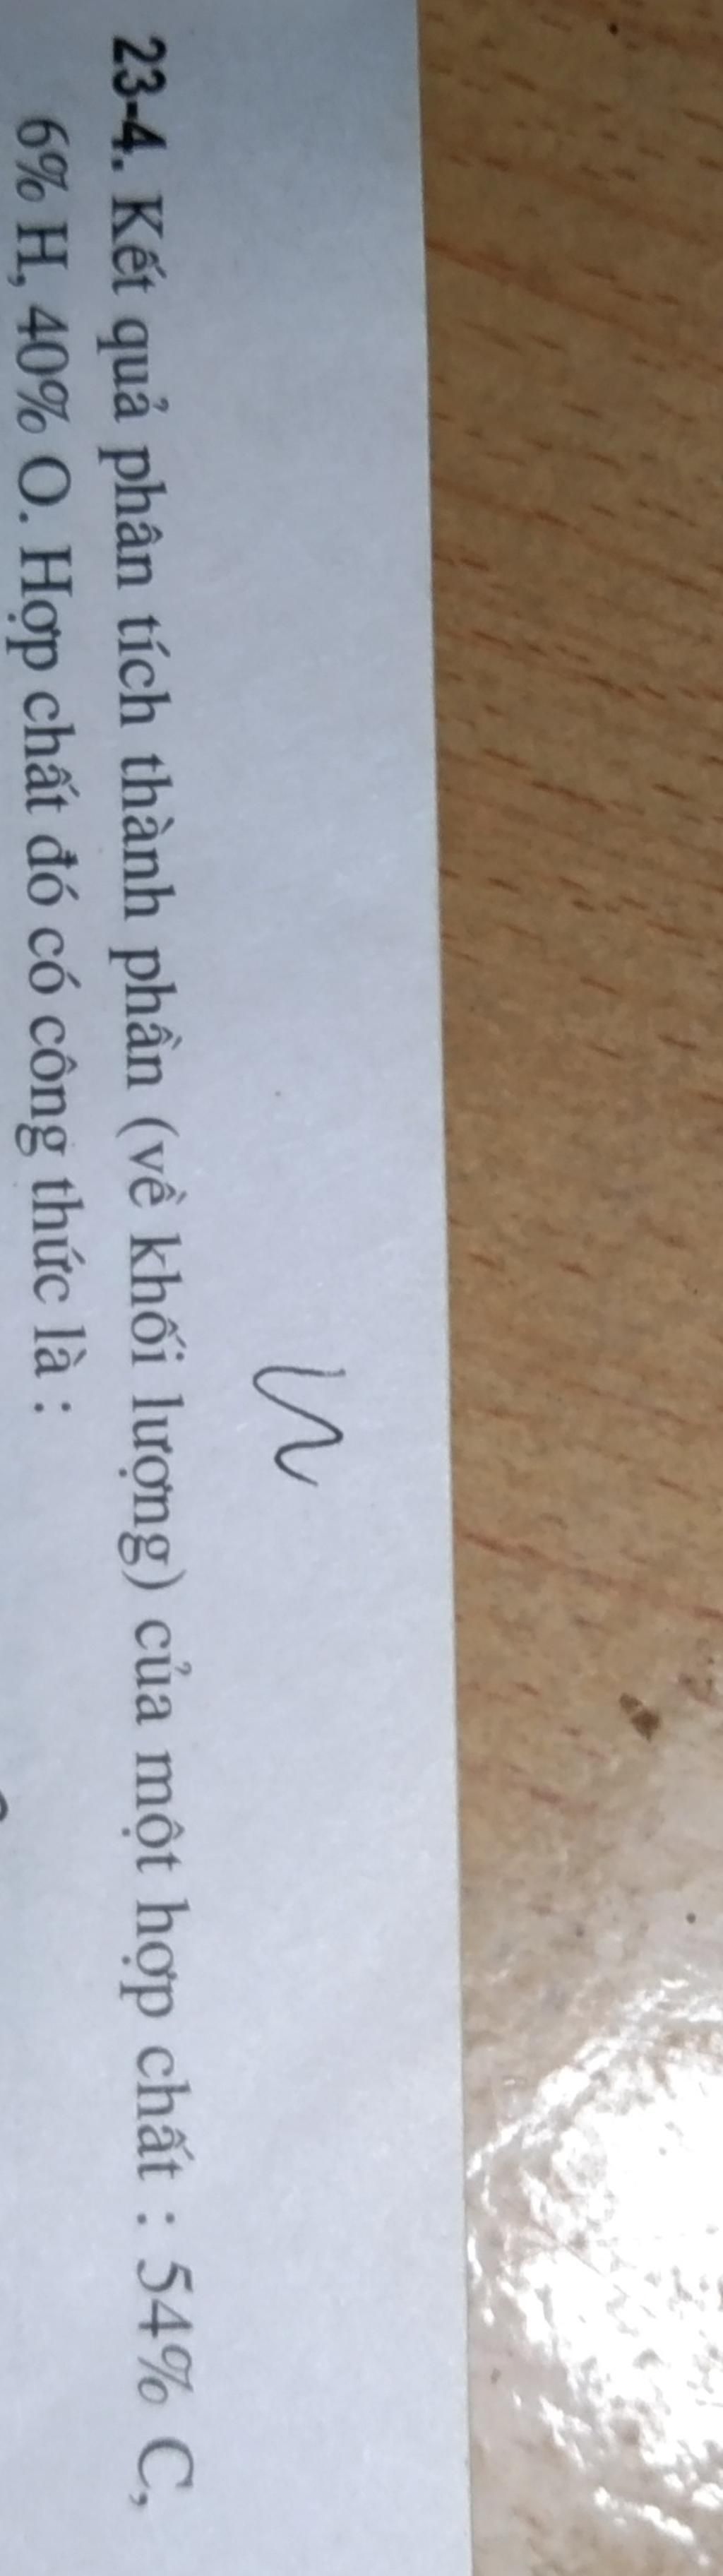 23-4. Kết quả phân tích thành phần (về khối lượng) của một hợp chất : 54% C,
6% H, 40% O. Hợp chất đó có công thức là :